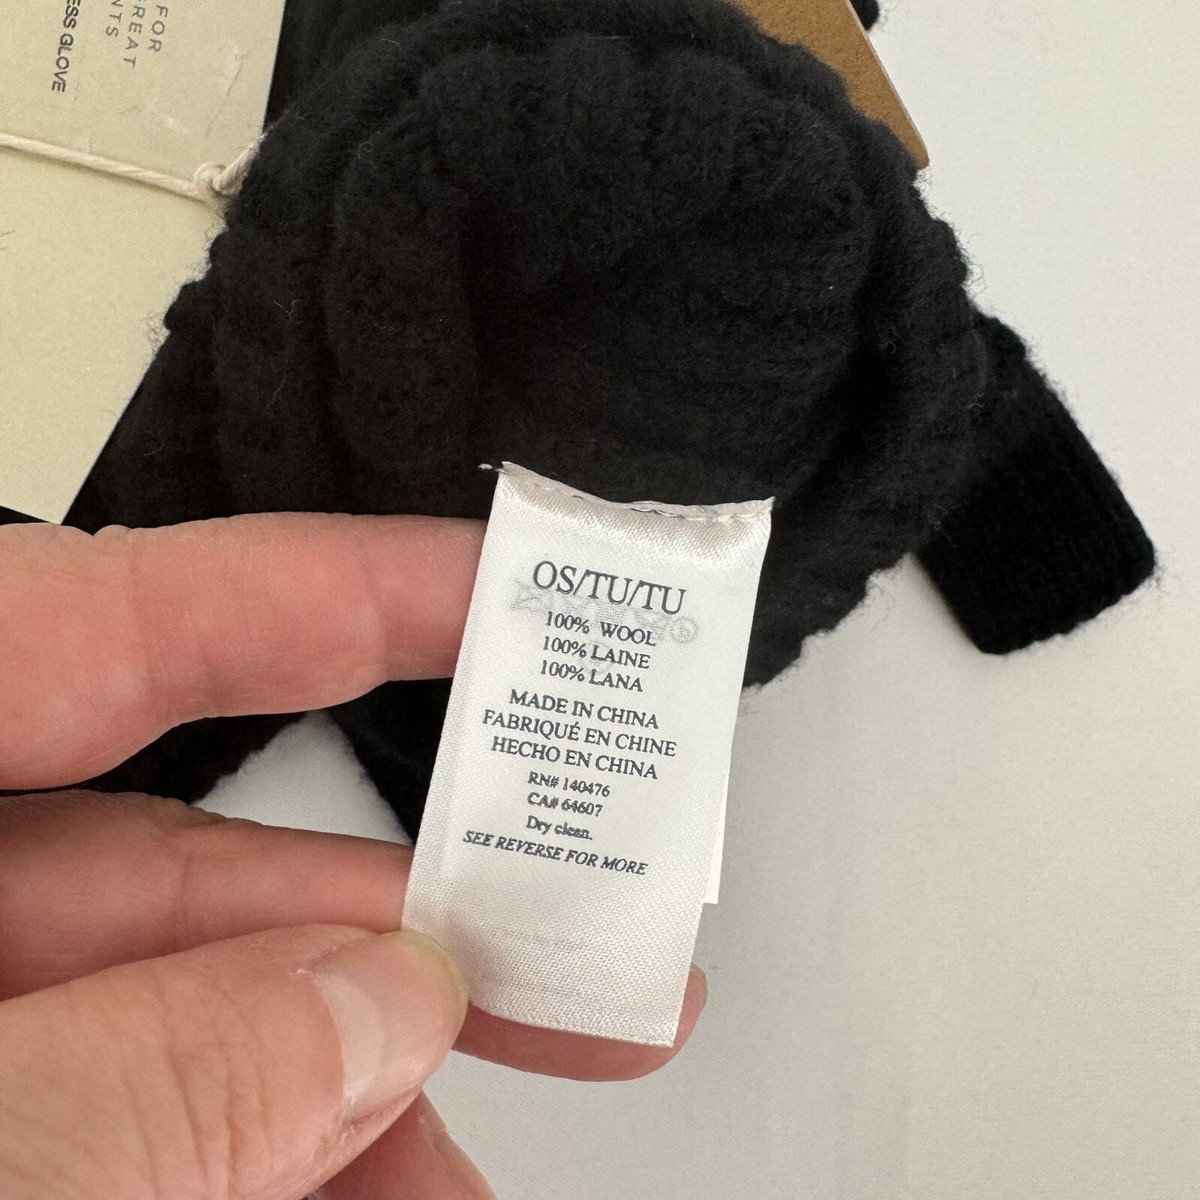 FOR
GREAT
NTS
ESS GLOVE
OS/TU/TU
100% WOOL
100% LAINE
100% LANA
MADE IN CHINA
FABRIQUÉ EN CHINE
HECHO EN CHINA
RN# 140476
CA# 64607
Dry clean.
SEE REVERSE FOR MORE